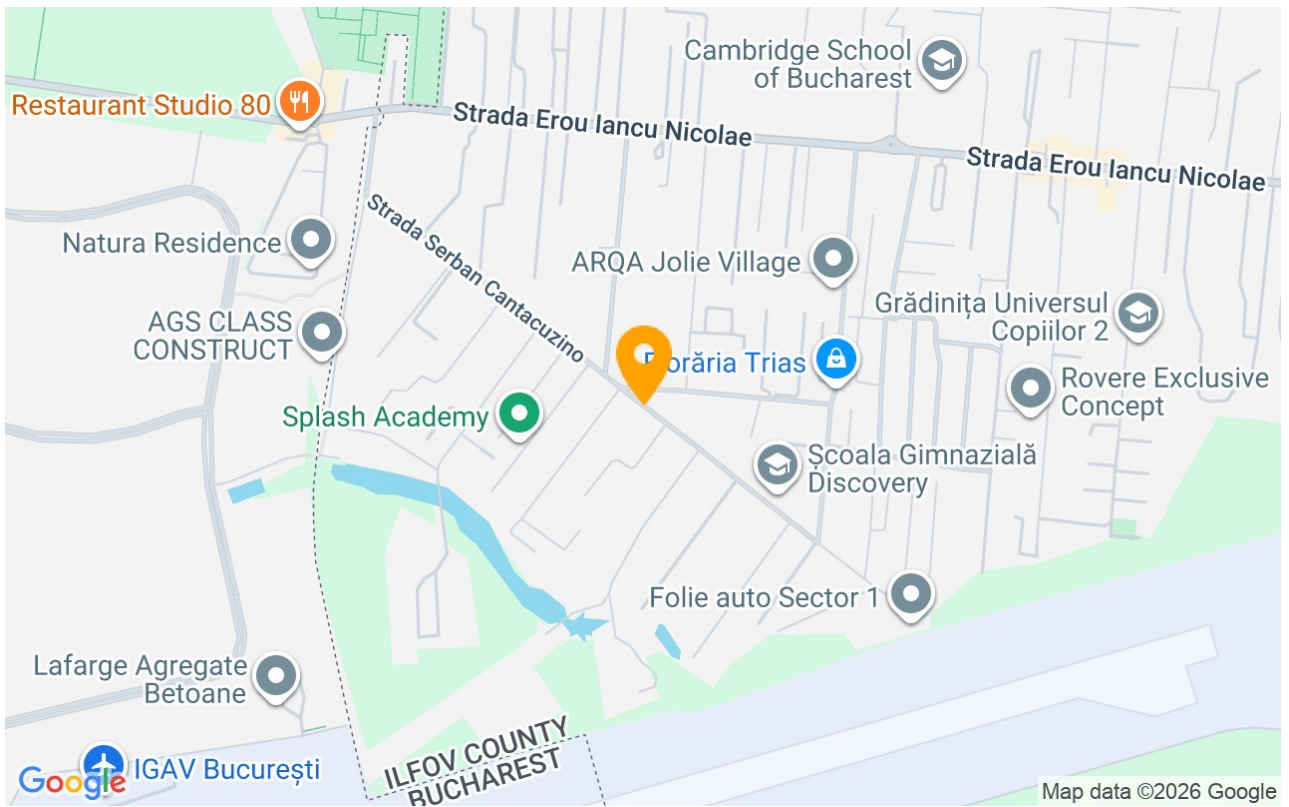 Cambridge School
of Bucharest
Restaurant Studio 80
Strada Erou Iancu Nicolae
Strada Erou Iancu Nicolae
Strada Serban Cantacuzino
Natura Residence
ARQA Jolie Village
AGS CLASS
CONSTRUCT
Grădinița Universul
Copiilor 2
Trias
Rovere Exclusive
Concept
Splash Academy
Școala Gimnazială
Discovery
Folie auto Sector 1
Lafarge Agregate
Betoane
ILFOV COUNTY
BUCHAREST
IGAV București
Google
Map data ©2026 Google